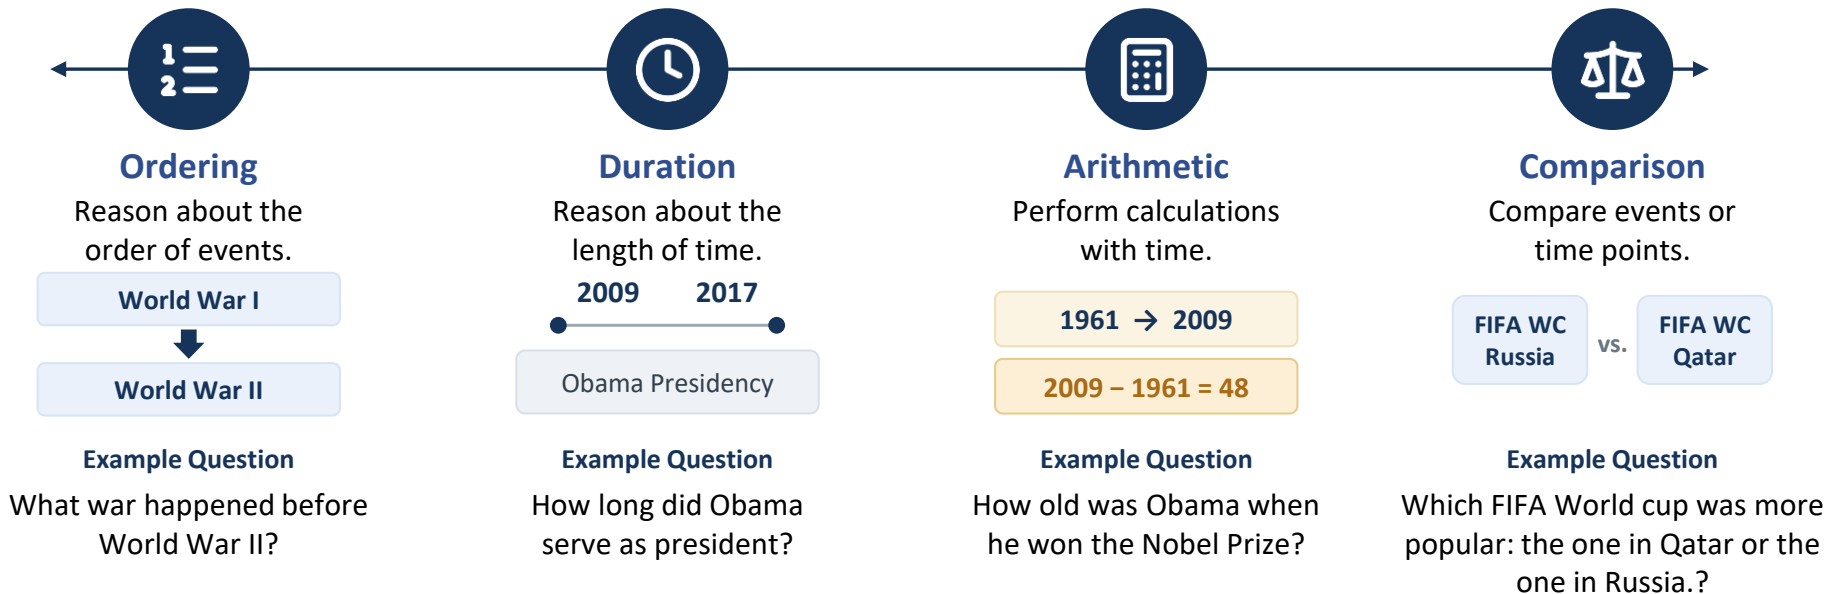 1
2
Ordering
Reason about the
order of events.
World War I
World War II
Example Question
What war happened before
World War II?
Duration
Reason about the
length of time.
2009 2017
Obama Presidency
Example Question
How long did Obama
serve as president?
Arithmetic
Perform calculations
with time.
1961 → 2009
2009 – 1961 = 48
Example Question
How old was Obama when
he won the Nobel Prize?
Comparison
Compare events or
time points.
FIFA WC
Russia
vs.
FIFA WC
Qatar
Example Question
Which FIFA World cup was more
popular: the one in Qatar or the
one in Russia.?